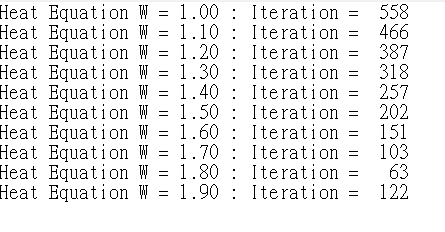 Heat Equation W = 1.00 : Iteration =  558
Heat Equation W = 1.10 : Iteration =  466
Heat Equation W = 1.20 : Iteration =  387
Heat Equation W = 1.30 : Iteration =  318
Heat Equation W = 1.40 : Iteration =  257
Heat Equation W = 1.50 : Iteration =  202
Heat Equation W = 1.60 : Iteration =  151
Heat Equation W = 1.70 : Iteration =  103
Heat Equation W = 1.80 : Iteration =   63
Heat Equation W = 1.90 : Iteration =  122